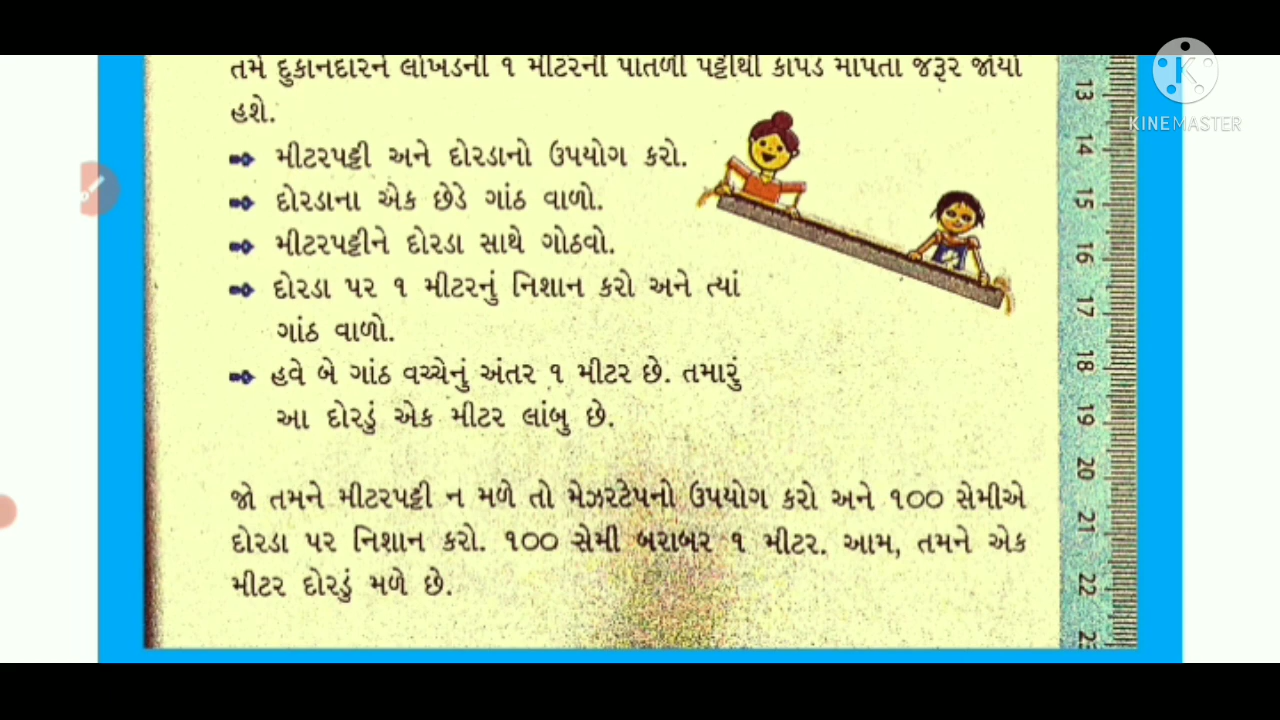 તમે દુકાનદારને લોખંડની ૧ મીટરની પાતળી પટ્ટીથી કાપડ માપતા જરૂર જોયા
હશે.
મીટરપટ્ટી અને દોરડાનો ઉપયોગ કરો.
દોરડાના એક છેડે ગાંઠ વાળો.
મીટરપટ્ટીને દોરડા સાથે ગોઠવો.
દોરડા પર ૧ મીટરનું નિશાન કરો અને ત્યાં
ગાંઠ વાળો.
હવે બે ગાંઠ વચ્ચેનું અંતર ૧ મીટર છે. તમારું
આ દોરડું એક મીટર લાંબુ છે.
જો તમને મીટરપટ્ટી ન મળે તો મેઝરટેપનો ઉપયોગ કરો અને ૧૦૦ સેમીએ
દોરડા પર નિશાન કરો. ૧૦૦ સેમી બરાબર ૧ મીટર. આમ, તમને એક
મીટર દોરડું મળે છે.
KINEMASTER
13
14
15
16
17
18
19
20
21
22